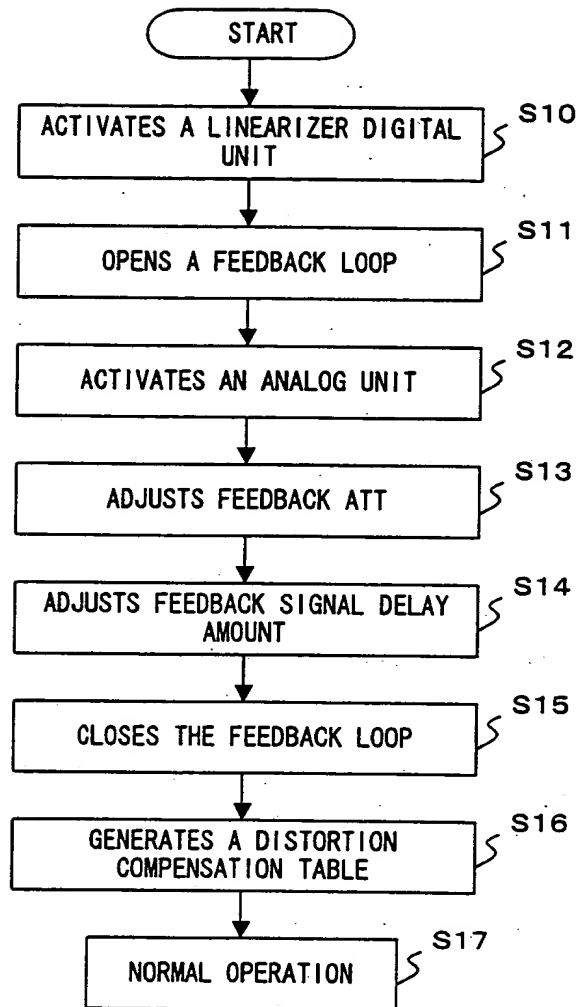 START
S10
ACTIVATES A LINEARIZER DIGITAL
UNIT
S11
OPENS A FEEDBACK LOOP
S12
ACTIVATES AN ANALOG UNIT
S13
ADJUSTS FEEDBACK ATT
S14
ADJUSTS FEEDBACK SIGNAL DELAY
AMOUNT
S15
CLOSES THE FEEDBACK LOOP
S16
GENERATES A DISTORTION
COMPENSATION TABLE
S17
NORMAL OPERATION